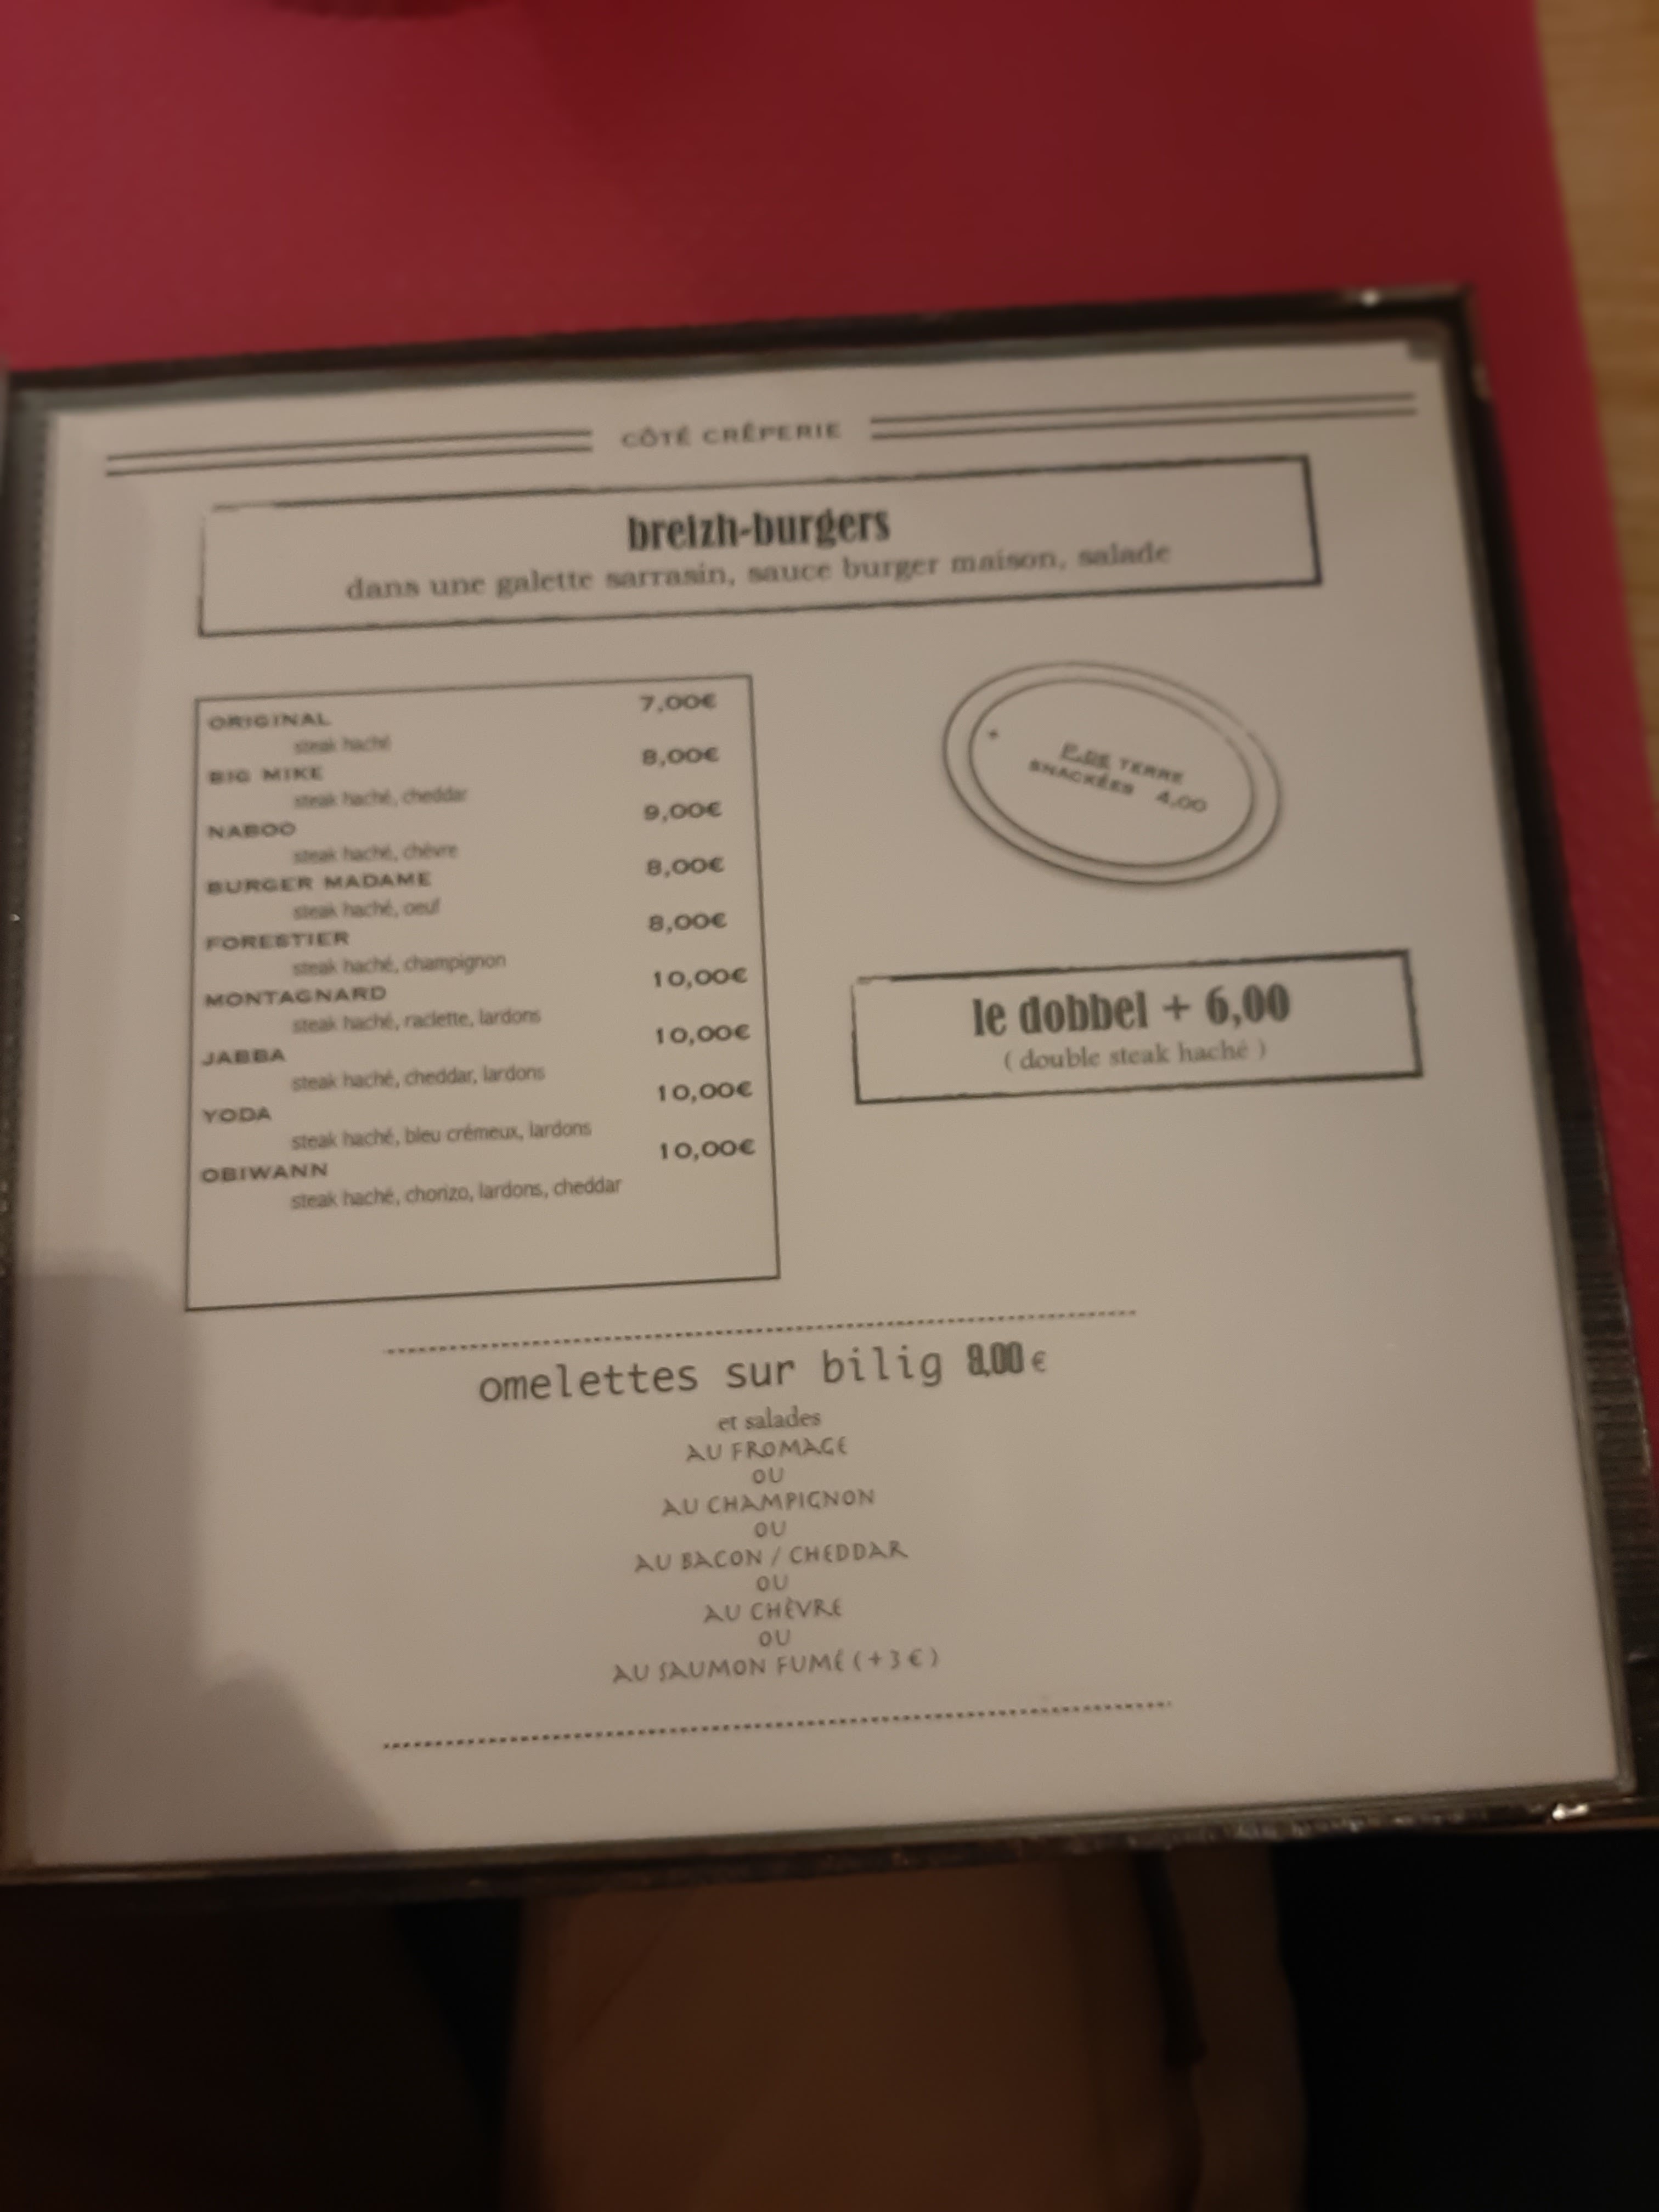 CÔTÉ CRÊPERIE
breizh-burgers
dans une galette sarrasin, sauce burger maison, salade
ORIGINAL 7,00€
steak haché
BIG MIKE 8,00€
steak haché, cheddar
NABOO 9,00€
steak haché, chèvre
BURGER MADAME 8,00€
steak haché, oeuf
FORESTIER 8,00€
steak haché, champignon
MONTAGNARD 10,00€
steak haché, raclette, lardons
JABBA 10,00€
steak haché, cheddar, lardons
YODA 10,00€
steak haché, bleu crémeux, lardons
OBIWANN 10,00€
steak haché, chorizo, lardons, cheddar
+
P.DE TERRE
SNACKÉES 4,00
le dobbel + 6,00
( double steak haché )
omelettes sur bilig €
et salades
AU FROMAGE
OU
AU CHAMPIGNON
OU
AU BACON / CHEDDAR
OU
AU CHÈVRE
OU
AU SAUMON FUMÉ ( + 3 € )